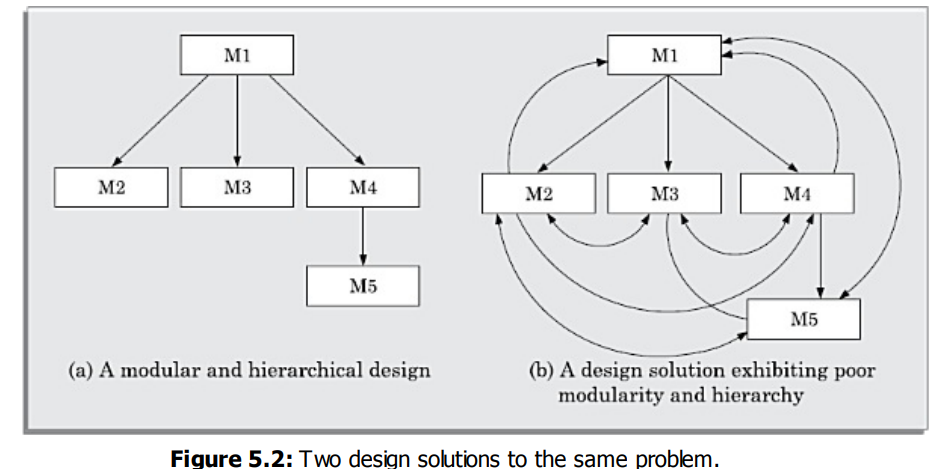 M1
M2
M3
M4
M5
(a) A modular and hierarchical design
M1
M2
M3
M4
M5
(b) A design solution exhibiting poor
modularity and hierarchy
Figure 5.2: Two design solutions to the same problem.